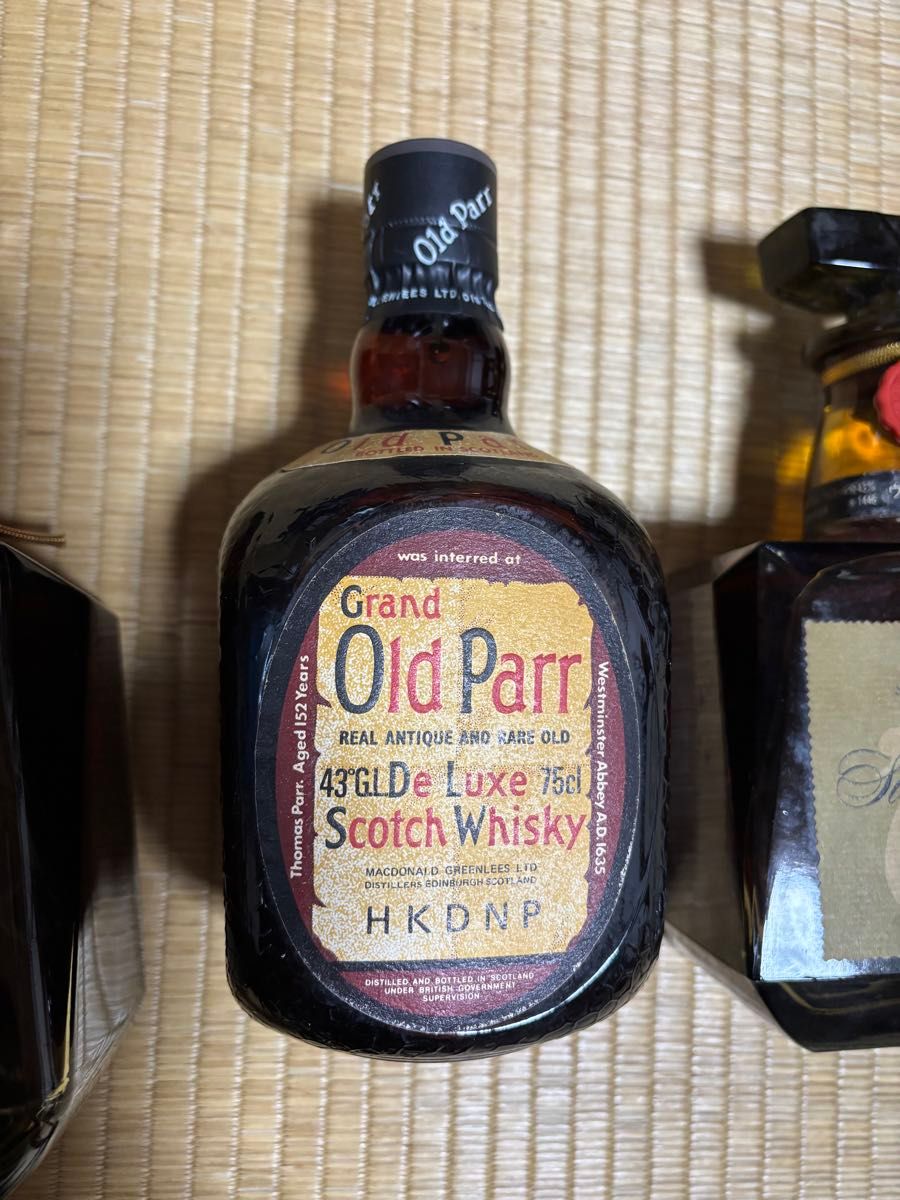 Old Parr
Old Par
BOTTLED IN SCOTLAND
was interred at
Grand
Old Parr
REAL ANTIQUE AND RARE OLD
43°G.L. De Luxe 75cl
Scotch Whisky
MACDONALD GREENLEES LTD
DISTILLERS EDINBURGH SCOTLAND
HKDNP
Thomas Parr. Aged 152 Years
Westminster Abbey A.D. 1635
DISTILLED AND BOTTLED IN SCOTLAND
UNDER BRITISH GOVERNMENT
SUPERVISION